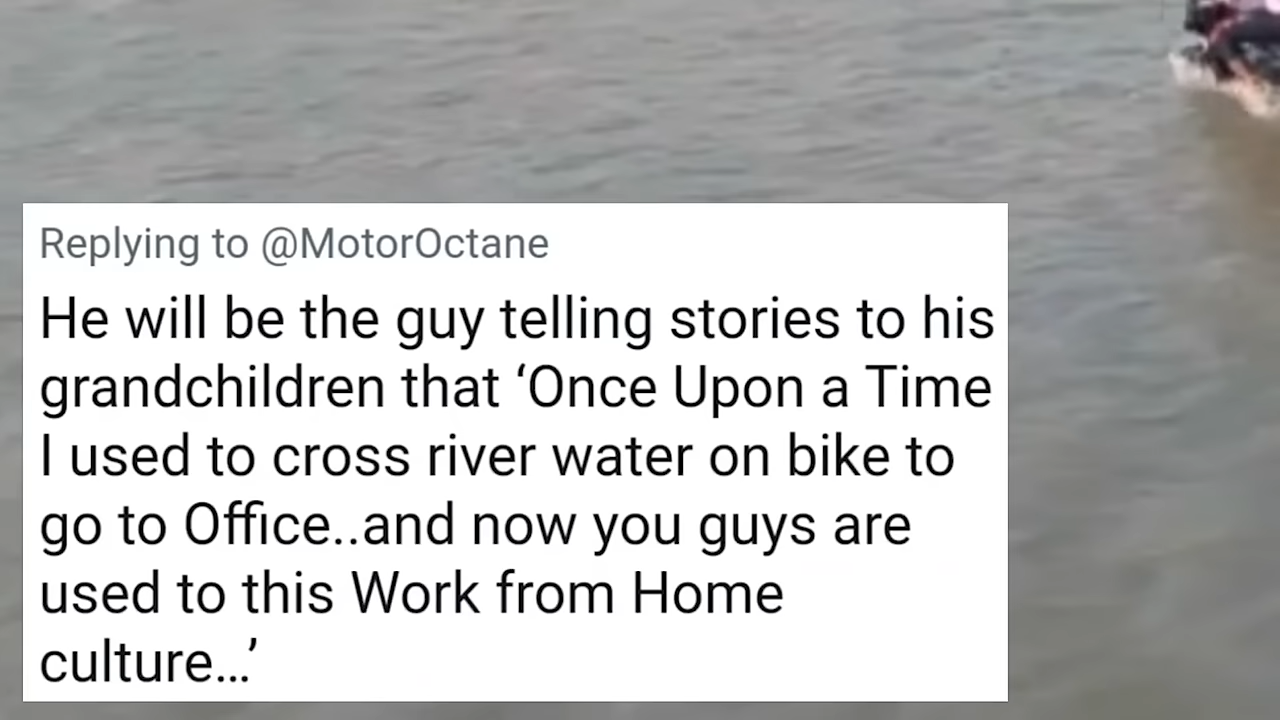 Replying to @MotorOctane
He will be the guy telling stories to his
grandchildren that ‘Once Upon a Time
I used to cross river water on bike to
go to Office..and now you guys are
used to this Work from Home
culture...’